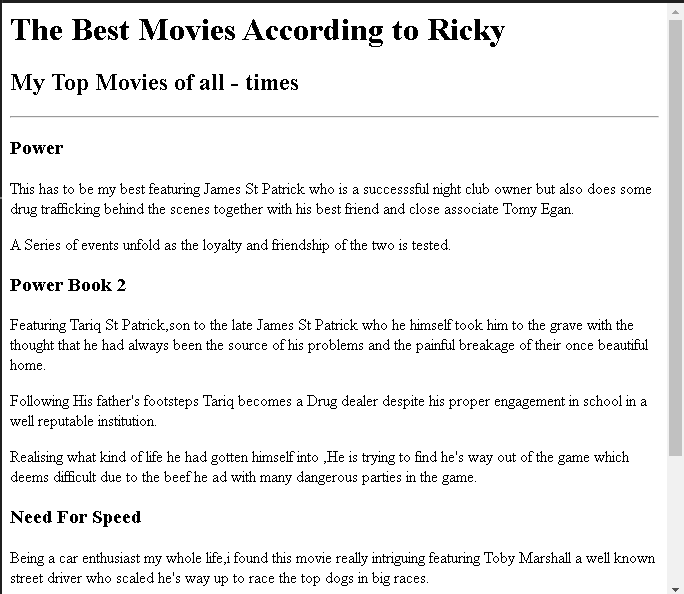 The Best Movies According to Ricky
My Top Movies of all - times
Power
This has to be my best featuring James St Patrick who is a successsful night club owner but also does some
drug trafficking behind the scenes together with his best friend and close associate Tomy Egan.
A Series of events unfold as the loyalty and friendship of the two is tested.
Power Book 2
Featuring Tariq St Patrick,son to the late James St Patrick who he himself took him to the grave with the
thought that he had always been the source of his problems and the painful breakage of their once beautiful
home.
Following His father's footsteps Tariq becomes a Drug dealer despite his proper engagement in school in a
well reputable institution.
Realising what kind of life he had gotten himself into ,He is trying to find he's way out of the game which
deems difficult due to the beef he ad with many dangerous parties in the game.
Need For Speed
Being a car enthusiast my whole life,i found this movie really intriguing featuring Toby Marshall a well known
street driver who scaled he's way up to race the top dogs in big races.